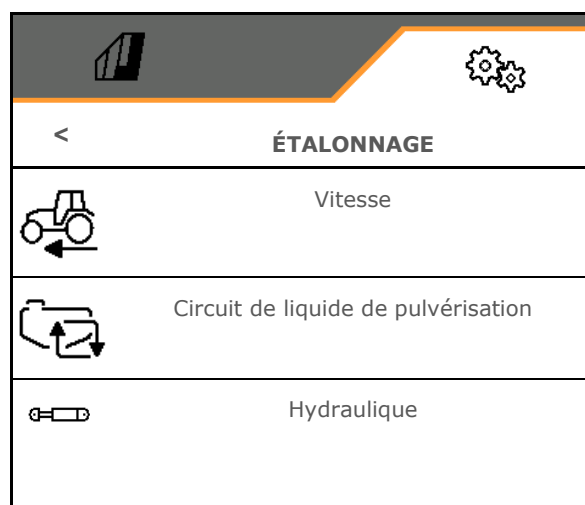 <
ÉTALONNAGE
Vitesse
Circuit de liquide de pulvérisation
Hydraulique